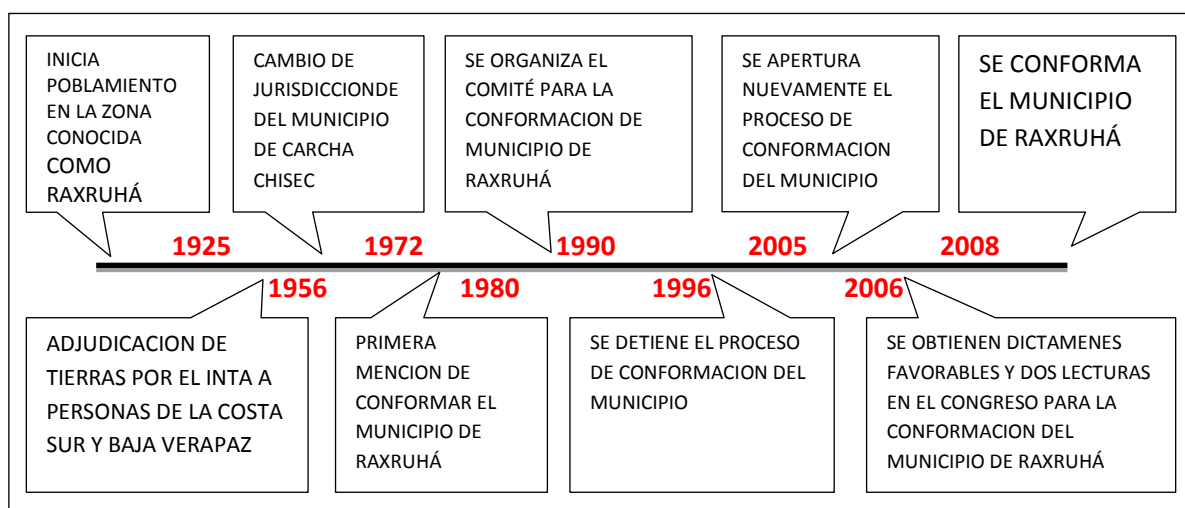 INICIA
POBLAMIENTO
EN LA ZONA
CONOCIDA
COMO
RAXRUHÁ
CAMBIO DE
JURISDICCIONDE
DEL MUNICIPIO
DE CARCHA
CHISEC
SE ORGANIZA EL
COMITÉ PARA LA
CONFORMACION DE
MUNICIPIO DE
RAXRUHÁ
SE APERTURA
NUEVAMENTE EL
PROCESO DE
CONFORMACION
DEL MUNICIPIO
SE CONFORMA
EL MUNICIPIO
DE RAXRUHÁ
1925
1972
1990
2005
2008
1956
1980
1996
2006
ADJUDICACION DE
TIERRAS POR EL INTA A
PERSONAS DE LA COSTA
SUR Y BAJA VERAPAZ
PRIMERA
MENCION DE
CONFORMAR EL
MUNICIPIO DE
RAXRUHÁ
SE DETIENE EL PROCESO
DE CONFORMACION DEL
MUNICIPIO
SE OBTIENEN DICTAMENES
FAVORABLES Y DOS LECTURAS
EN EL CONGRESO PARA LA
CONFORMACION DEL
MUNICIPIO DE RAXRUHÁ